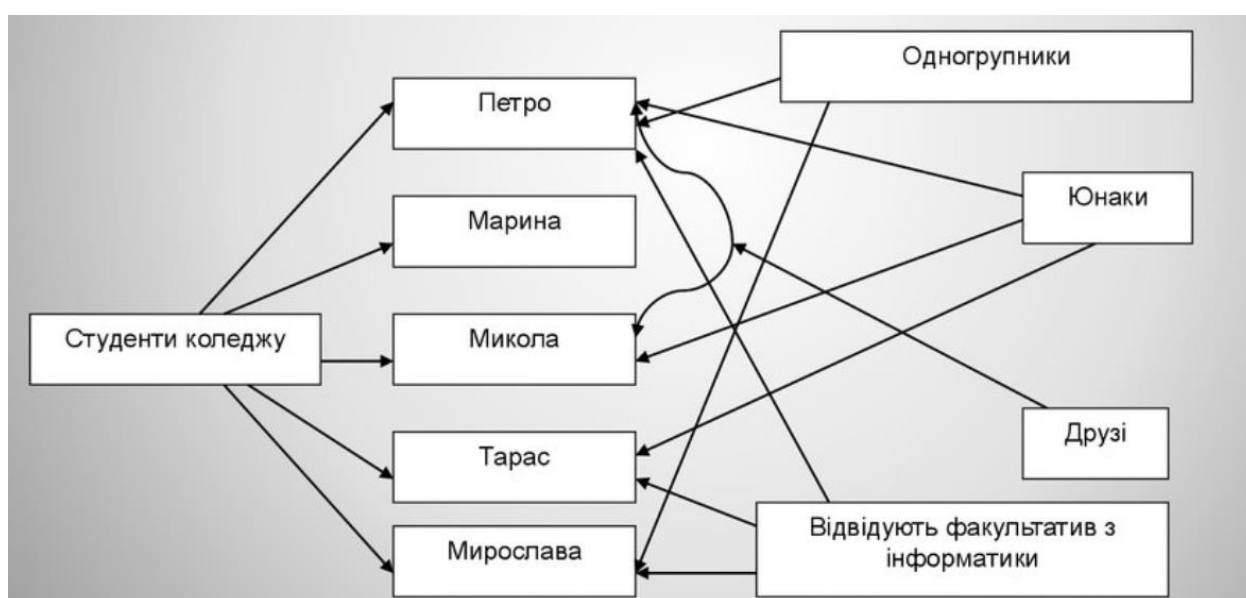 Одногрупники
Петро
Юнаки
Марина
Студенти коледжу
Микола
Друзі
Тарас
Відвідують факультатив з
інформатики
Мирослава